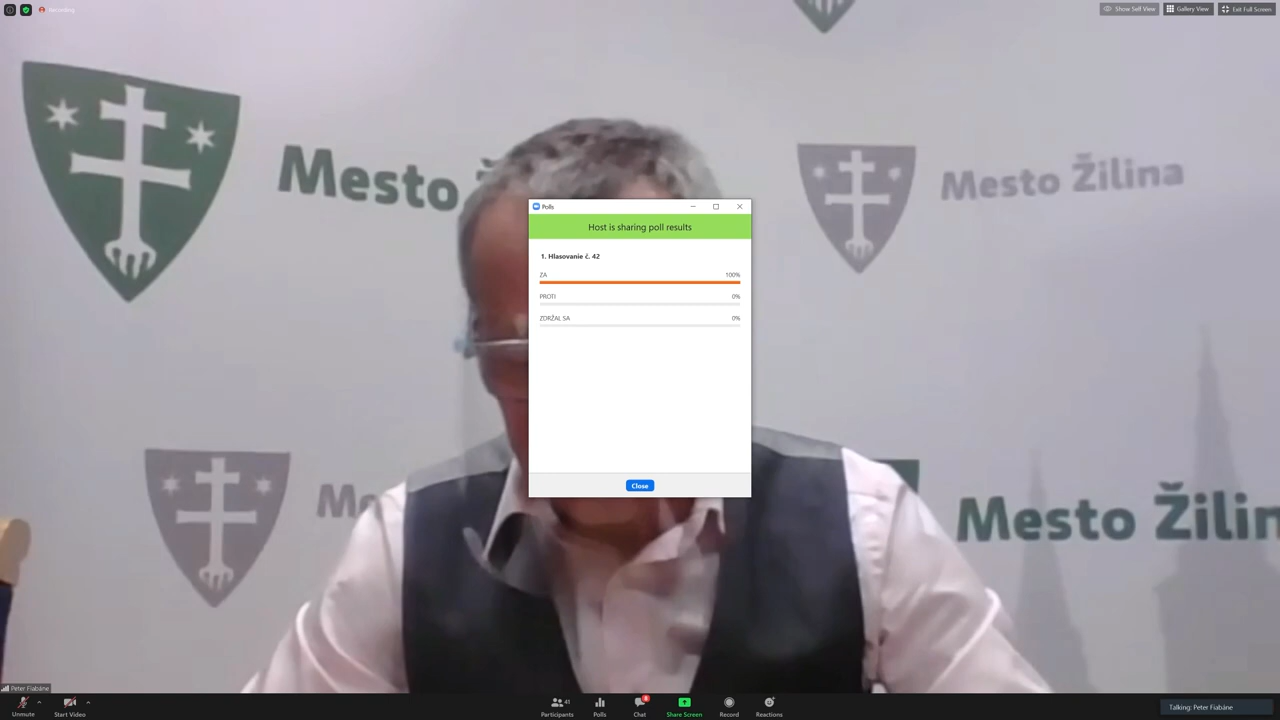 Recording
Show Self View
Gallery View
Exit Full Screen
Mesto
Mesto Žilina
Polls
Host is sharing poll results
1. Hlasovanie č. 42
ZA 100%
PROTI 0%
ZDRŽAL SA 0%
Close
Mesto Žilin
Peter Fiabáne
Unmute
Start Video
Participants 41
Polls
Chat 8
Share Screen
Record
Reactions
Talking: Peter Fiabáne